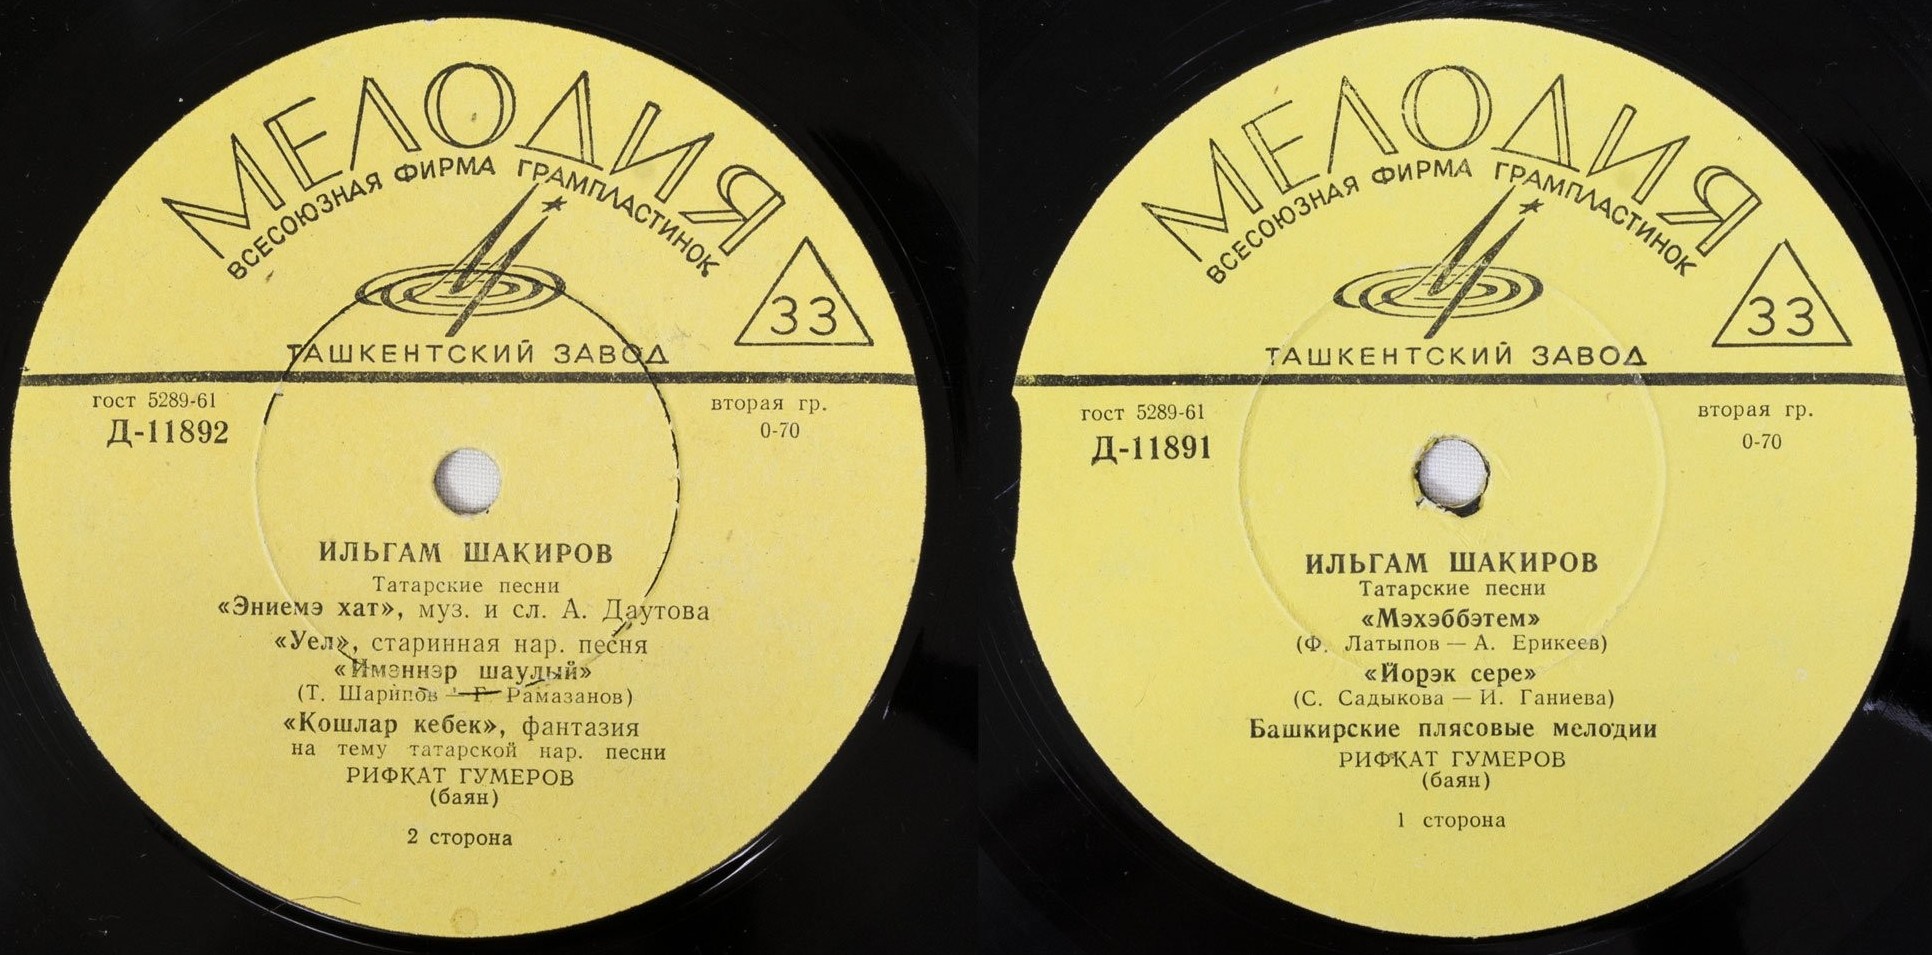 МЕЛОДИЯ
ВСЕСОЮЗНАЯ ФИРМА ГРАМПЛАСТИНОК
33
ТАШКЕНТСКИЙ ЗАВОД
гост 5289-61
Д-11892
вторая гр.
0-70
ИЛЬГАМ ШАКИРОВ
Татарские песни
«Эниемэ хат», муз. и сл. А. Даутова
«Уел», старинная нар. песня
«Имэннэр шаулый»
(Т. Шарипов — Г. Рамазанов)
«Кошлар кебек», фантазия
на тему татарской нар. песни
РИФКАТ ГУМЕРОВ
(баян)
2 сторона
МЕЛОДИЯ
ВСЕСОЮЗНАЯ ФИРМА ГРАМПЛАСТИНОК
33
ТАШКЕНТСКИЙ ЗАВОД
гост 5289-61
Д-11891
вторая гр.
0-70
ИЛЬГАМ ШАКИРОВ
Татарские песни
«Мэхэббэтем»
(Ф. Латыпов — А. Ерикеев)
«Йорэк сере»
(С. Садыкова — И. Ганиева)
Башкирские плясовые мелодии
РИФКАТ ГУМЕРОВ
(баян)
1 сторона